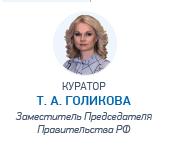 КУРАТОР
Т. А. ГОЛИКОВА
Заместитель Председателя
Правительства РФ